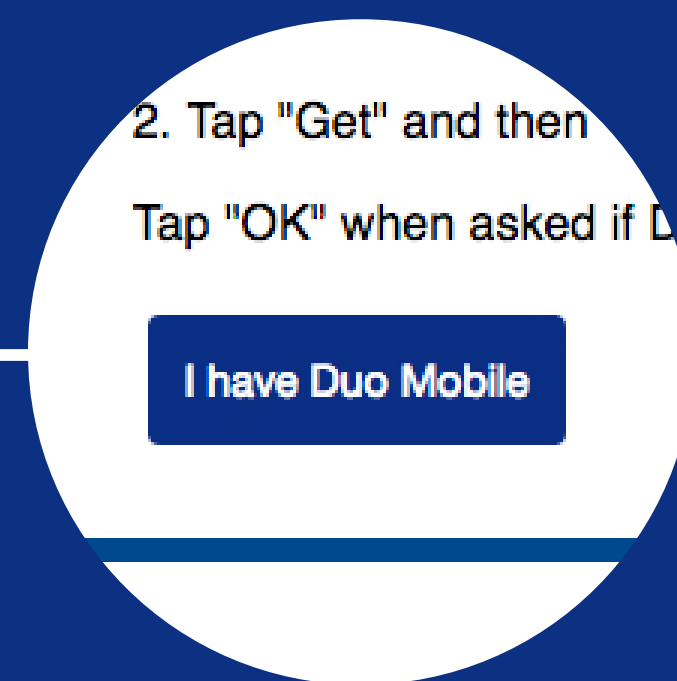 2. Tap "Get" and then
Tap "OK" when asked if
I have Duo Mobile